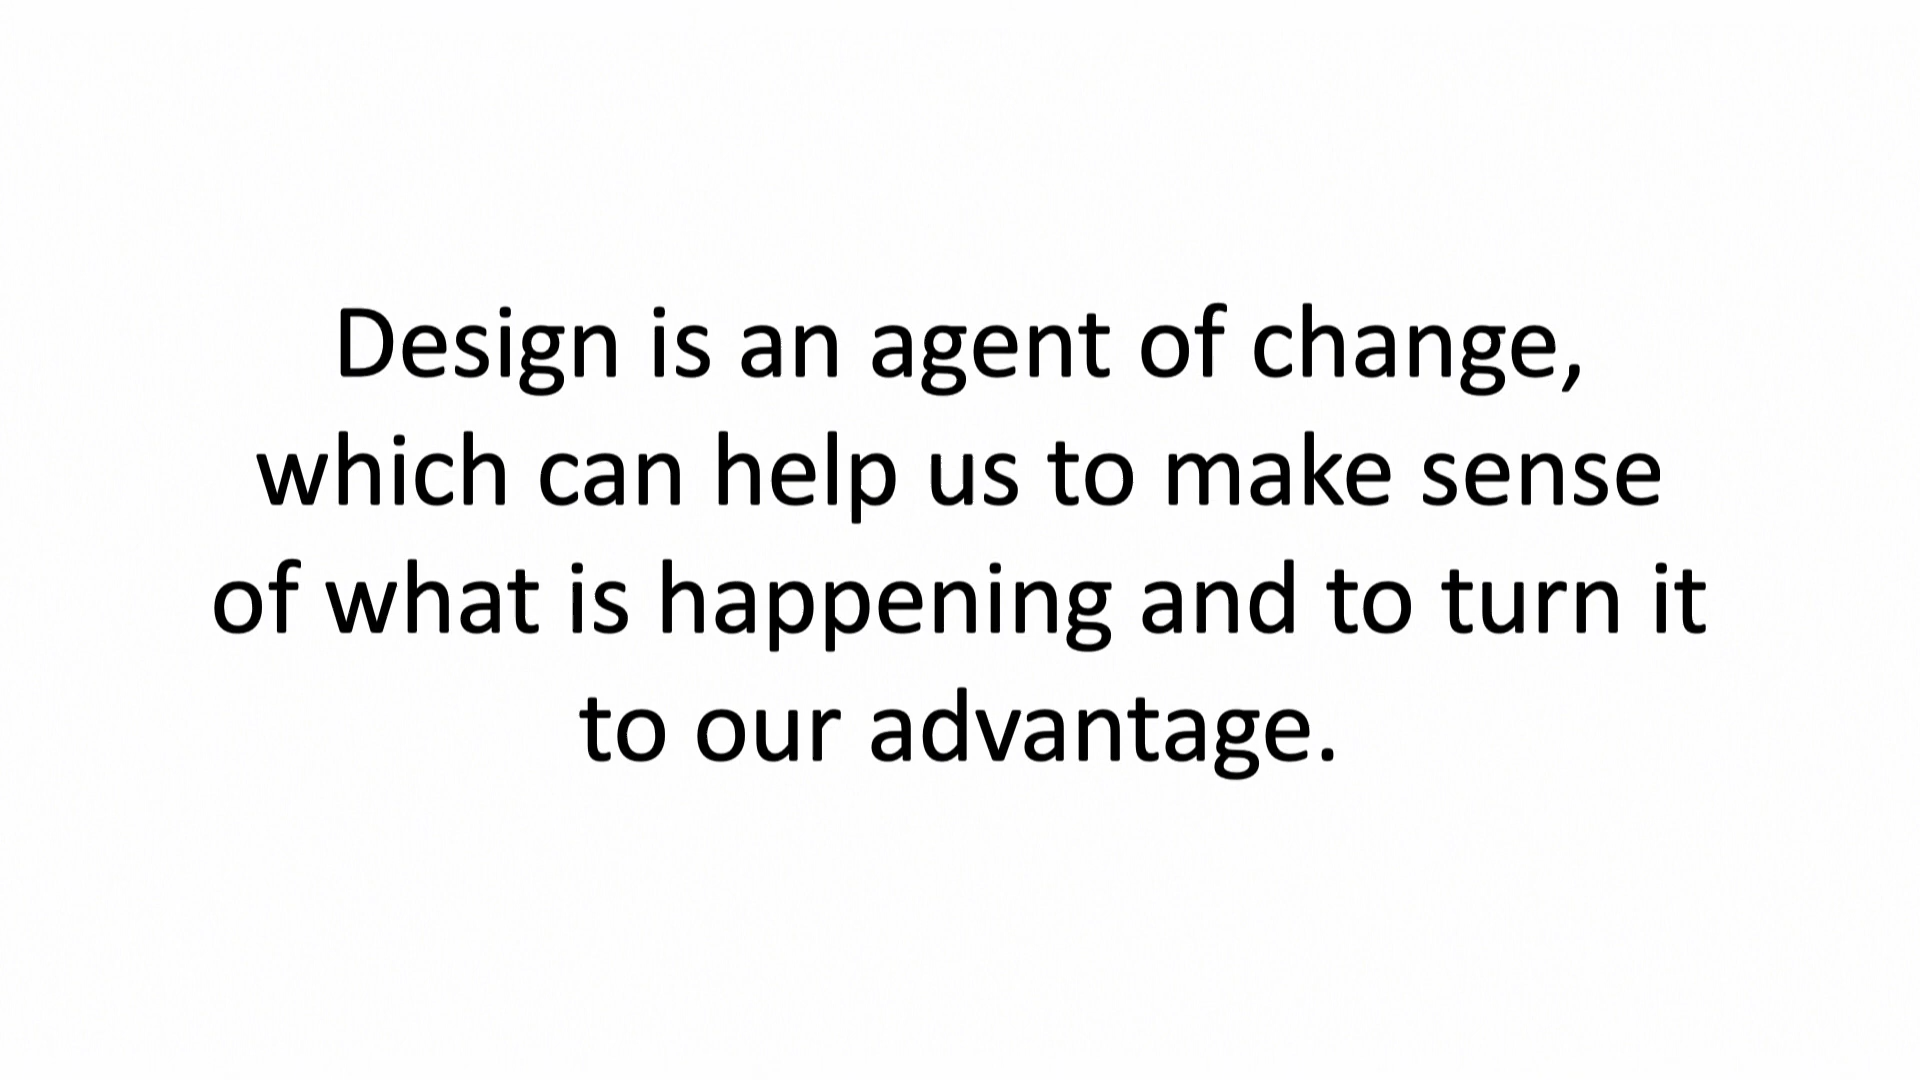 Design is an agent of change,
which can help us to make sense
of what is happening and to turn it
to our advantage.